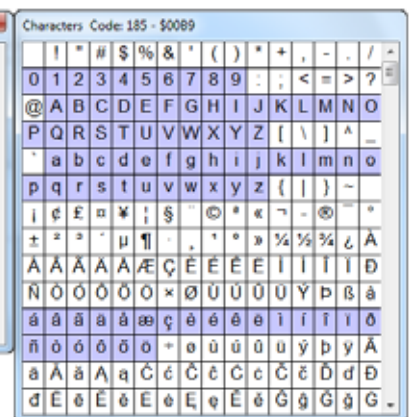 Characters Code: 185 - $00B9
! " # $ % & ' ( ) * + , - . /
0 1 2 3 4 5 6 7 8 9 : ; < = > ?
@ A B C D E F G H I J K L M N O
P Q R S T U V W X Y Z [ \ ] ^ _
` a b c d e f g h i j k l m n o
p q r s t u v w x y z { | } ~
¡ ¢ £ ¤ ¥ ¦ § ¨ © ª « ¬ - ® ¯ °
± ² ³ ´ µ ¶ · ¸ ¹ º » ¼ ½ ¾ ¿ À
Á Â Ã Ä Å Æ Ç È É Ê Ë Ì Í Î Ï Ð
Ñ Ò Ó Ô Õ Ö × Ø Ù Ú Û Ü Ý Þ ß à
á â ã ä å æ ç è é ê ë ì í î ï ð
ñ ò ó ô õ ö ÷ ø ù ú û ü ý þ ÿ Ā
ā Ă ă Ą ą Ć ć Ĉ ĉ Ċ ċ Č č Ď ď Đ
đ Ē ē Ĕ ĕ Ė ė Ę ę Ě ě Ĝ ĝ Ğ ğ Ġ